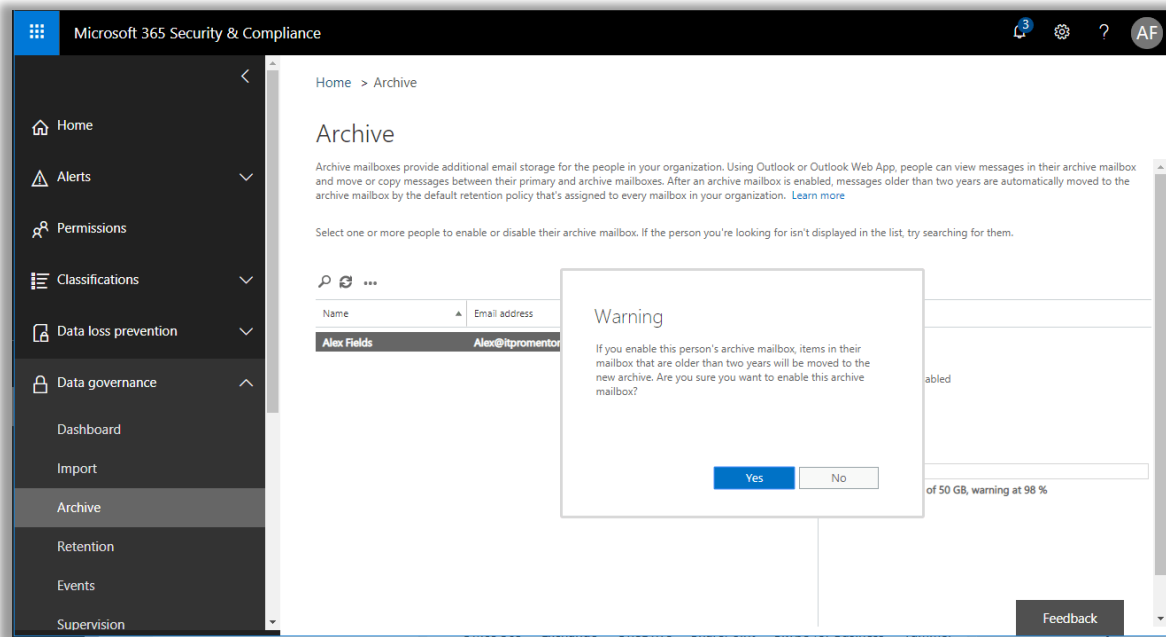 Microsoft 365 Security & Compliance
3
?
AF
Home
Alerts
Permissions
Classifications
Data loss prevention
Data governance
Dashboard
Import
Archive
Retention
Events
Supervision
Home > Archive
Archive
Archive mailboxes provide additional email storage for the people in your organization. Using Outlook or Outlook Web App, people can view messages in their archive mailbox
and move or copy messages between their primary and archive mailboxes. After an archive mailbox is enabled, messages older than two years are automatically moved to the
archive mailbox by the default retention policy that's assigned to every mailbox in your organization. Learn more
Select one or more people to enable or disable their archive mailbox. If the person you're looking for isn't displayed in the list, try searching for them.
Name Email address
Alex Fields Alex@itpromentor
Warning
If you enable this person's archive mailbox, items in their
mailbox that are older than two years will be moved to the
new archive. Are you sure you want to enable this archive
mailbox?
Yes No
abled
of 50 GB, warning at 98 %
Feedback